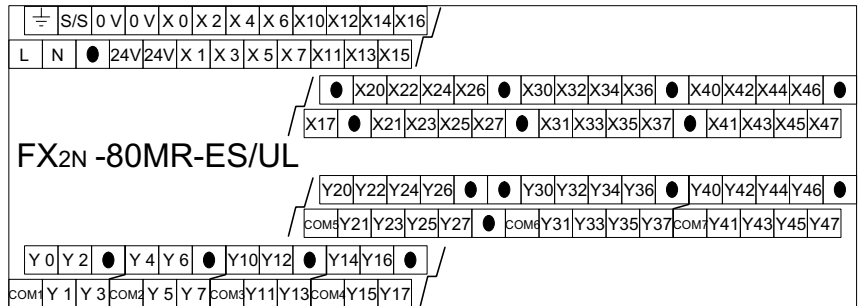 S/S 0 V 0 V X 0 X 2 X 4 X 6 X10 X12 X14 X16
L N 24V 24V X 1 X 3 X 5 X 7 X11 X13 X15
X20 X22 X24 X26 X30 X32 X34 X36 X40 X42 X44 X46
X17 X21 X23 X25 X27 X31 X33 X35 X37 X41 X43 X45 X47
FX2N -80MR-ES/UL
Y20 Y22 Y24 Y26 Y30 Y32 Y34 Y36 Y40 Y42 Y44 Y46
COM5 Y21 Y23 Y25 Y27 COM6 Y31 Y33 Y35 Y37 COM7 Y41 Y43 Y45 Y47
Y 0 Y 2 Y 4 Y 6 Y10 Y12 Y14 Y16
COM1 Y 1 Y 3 COM2 Y 5 Y 7 COM3 Y11 Y13 COM4 Y15 Y17